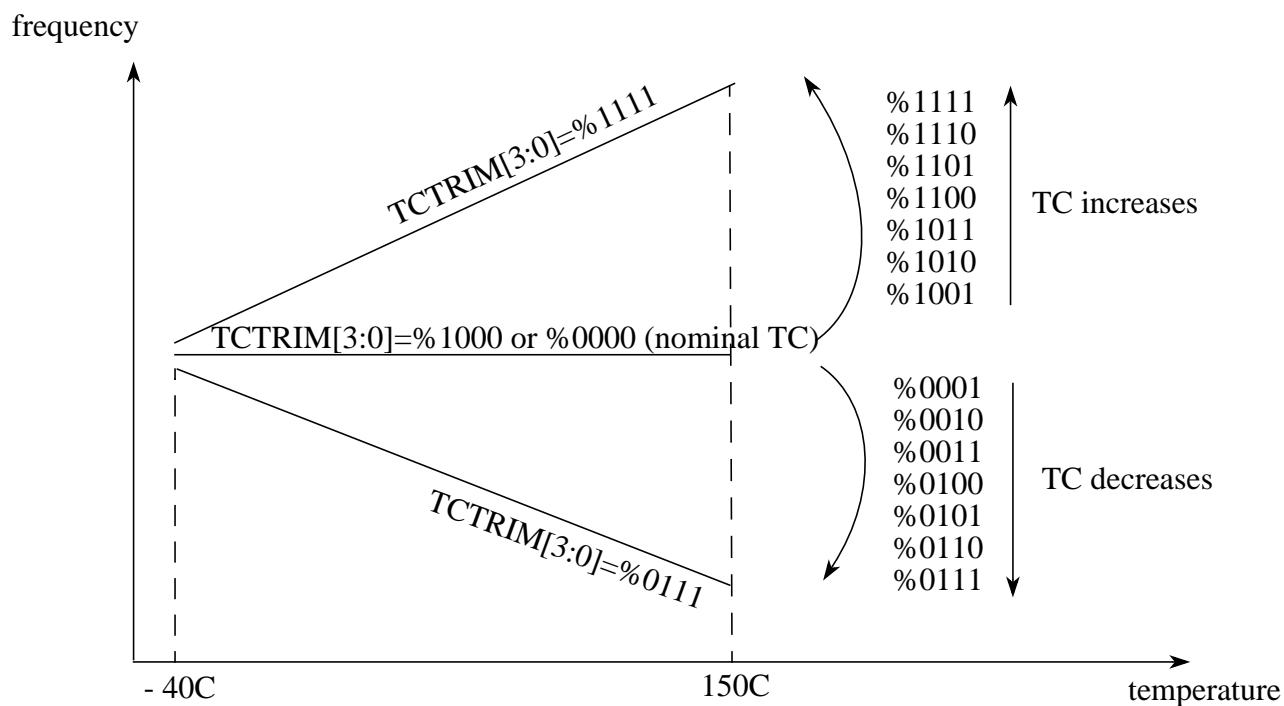 frequency
TCTRIM[3:0]=%1111
%1111
%1110
%1101
%1100
%1011
%1010
%1001
TC increases
TCTRIM[3:0]=%1000 or %0000 (nominal TC)
%0001
%0010
%0011
%0100
%0101
%0110
%0111
TC decreases
TCTRIM[3:0]=%0111
- 40C
150C
temperature